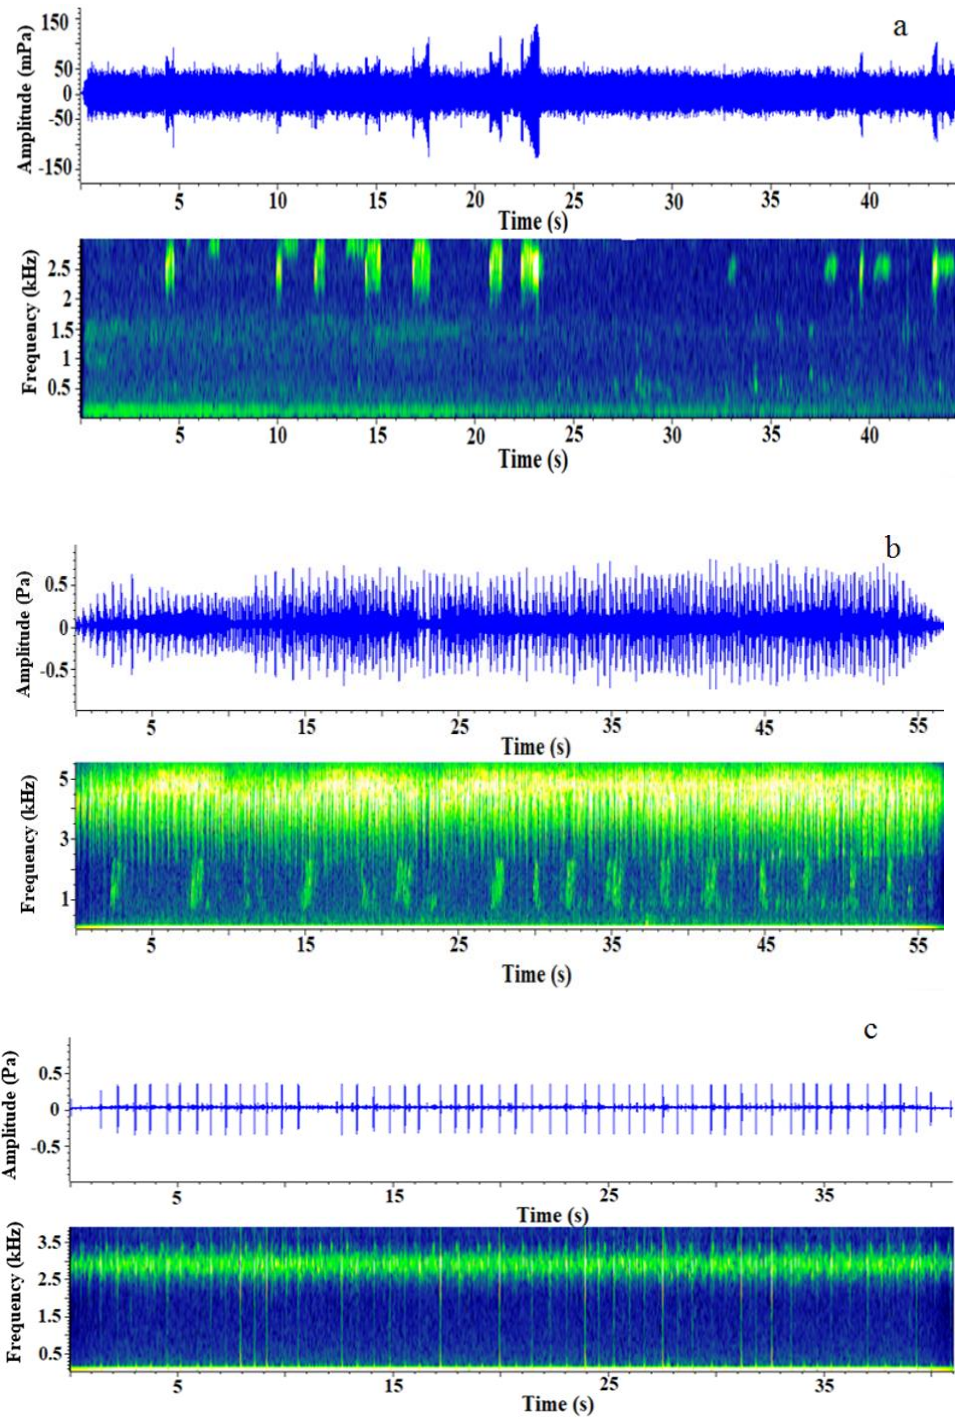 a
Amplitude (mPa)
150
50
0
-50
-150
5 10 15 20 25 30 35 40
Time (s)
Frequency (kHz)
2.5
2
1.5
1
0.5
5 10 15 20 25 30 35 40
Time (s)
b
Amplitude (Pa)
0.5
0
-0.5
5 15 25 35 45 55
Time (s)
Frequency (kHz)
5
3
1
5 15 25 35 45 55
Time (s)
c
Amplitude (Pa)
0.5
0
-0.5
5 15 25 35
Time (s)
Frequency (kHz)
3.5
2.5
1.5
0.5
5 15 25 35
Time (s)